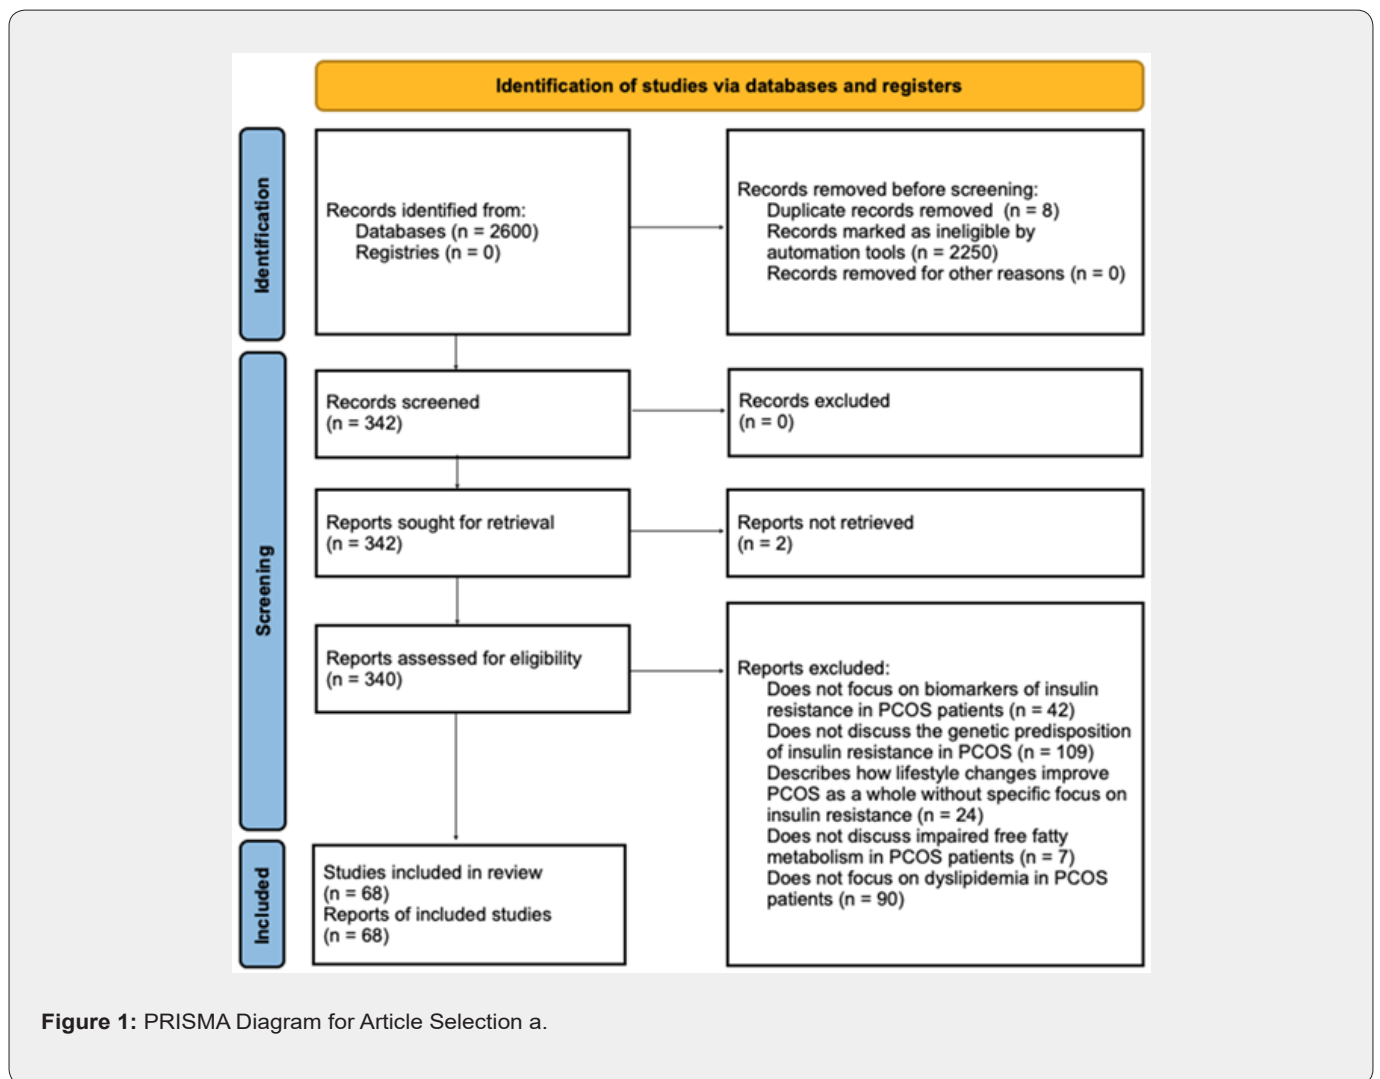 Identification of studies via databases and registers
Identification
Records identified from:
Databases (n = 2600)
Registries (n = 0)
Records removed before screening:
Duplicate records removed (n = 8)
Records marked as ineligible by
automation tools (n = 2250)
Records removed for other reasons (n = 0)
Screening
Records screened
(n = 342)
Records excluded
(n = 0)
Reports sought for retrieval
(n = 342)
Reports not retrieved
(n = 2)
Reports assessed for eligibility
(n = 340)
Reports excluded:
Does not focus on biomarkers of insulin
resistance in PCOS patients (n = 42)
Does not discuss the genetic predisposition
of insulin resistance in PCOS (n = 109)
Describes how lifestyle changes improve
PCOS as a whole without specific focus on
insulin resistance (n = 24)
Does not discuss impaired free fatty
metabolism in PCOS patients (n = 7)
Does not focus on dyslipidemia in PCOS
patients (n = 90)
Included
Studies included in review
(n = 68)
Reports of included studies
(n = 68)
Figure 1: PRISMA Diagram for Article Selection a.